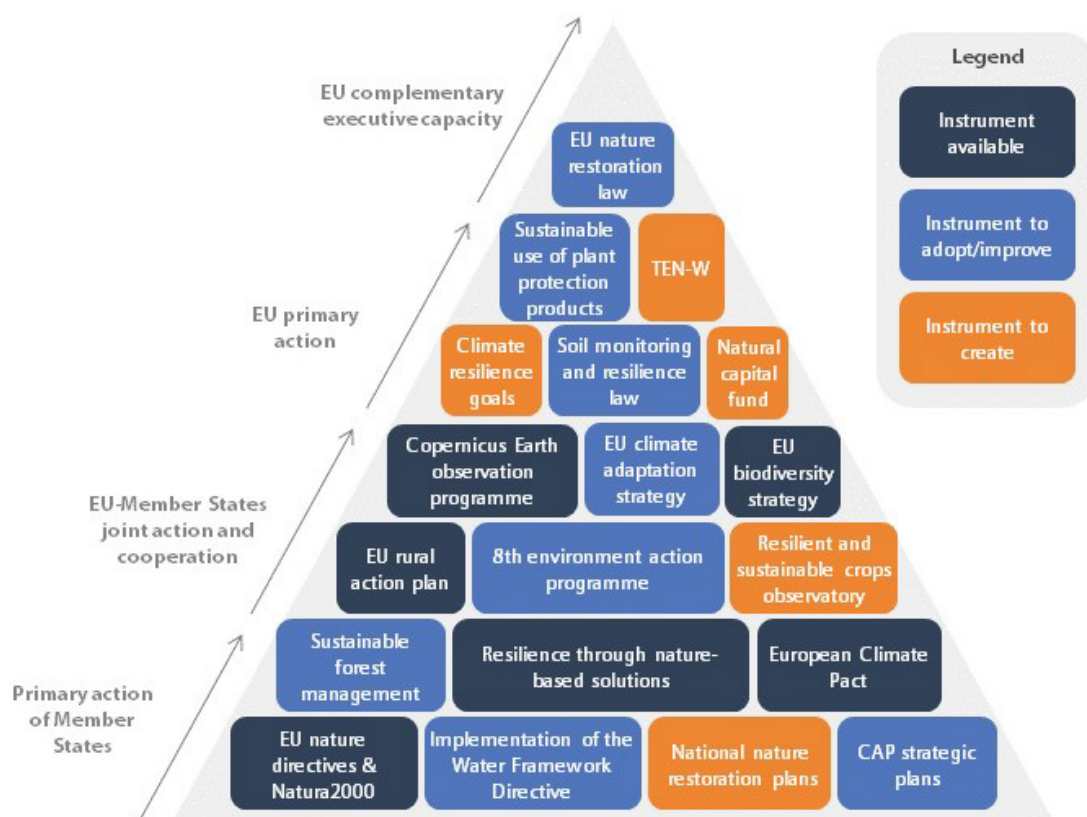 EU complementary
executive capacity
EU primary
action
EU-Member States
joint action and
cooperation
Primary action
of Member
States
EU nature
restoration
law
Sustainable
use of plant
protection
products
TEN-W
Climate
resilience
goals
Soil monitoring
and resilience
law
Natural
capital
fund
Copernicus Earth
observation
programme
EU climate
adaptation
strategy
EU
biodiversity
strategy
EU rural
action plan
8th environment action
programme
Resilient and
sustainable crops
observatory
Sustainable
forest
management
Resilience through nature-
based solutions
European Climate
Pact
EU nature
directives &
Natura2000
Implementation of the
Water Framework
Directive
National nature
restoration plans
CAP strategic
plans
Legend
Instrument
available
Instrument to
adopt/improve
Instrument to
create